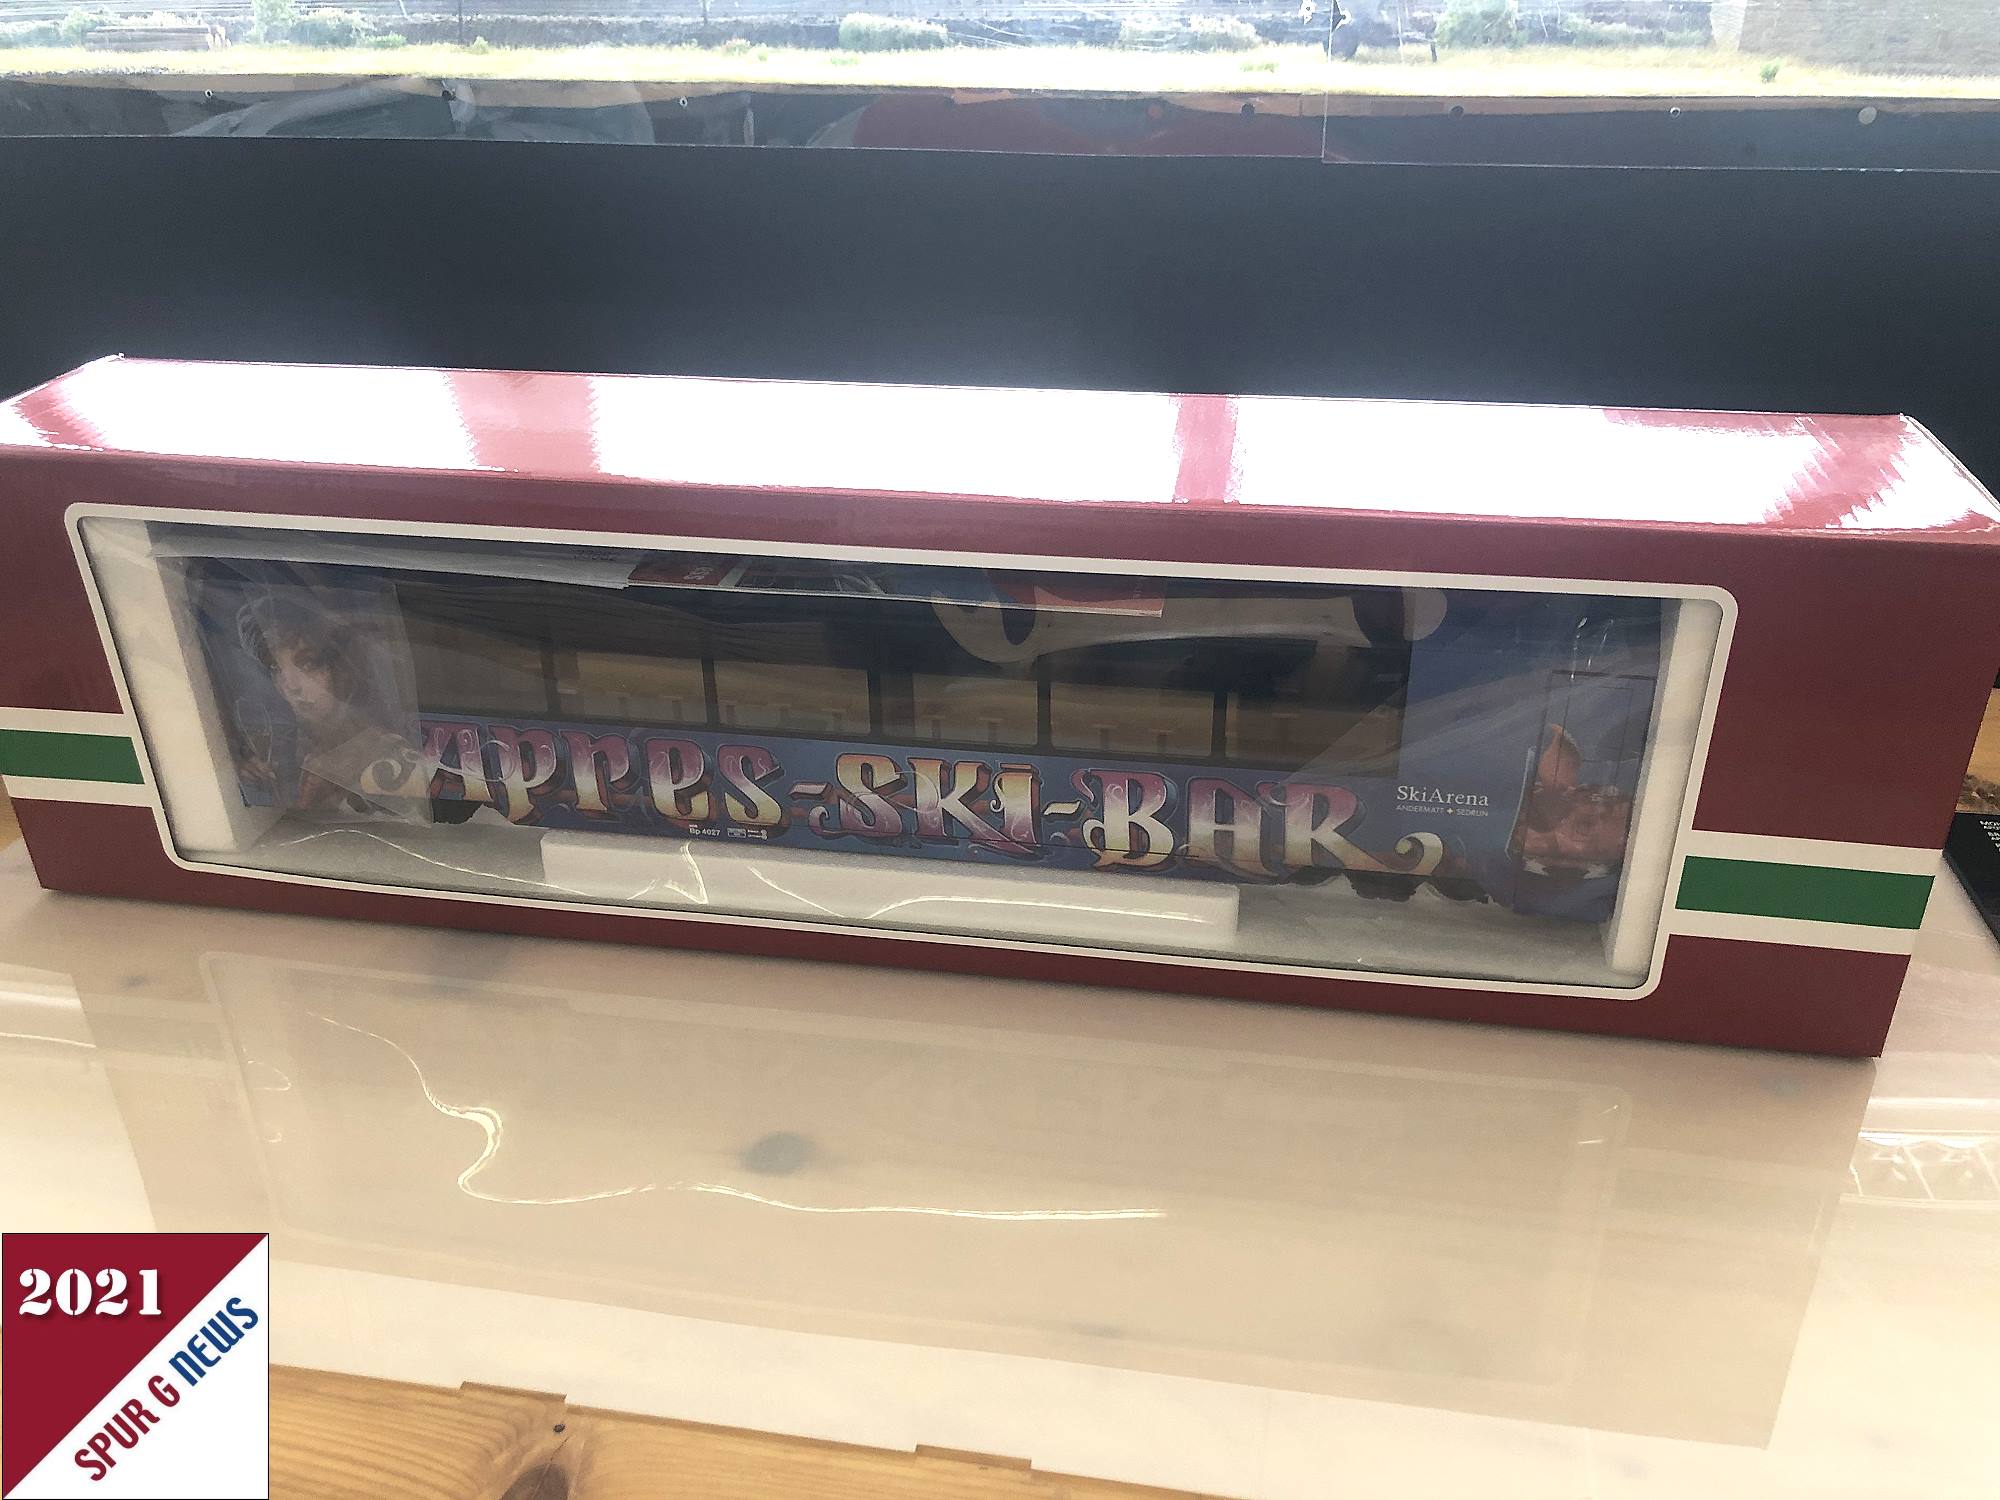 APRES-SKI-BAR
SkiArena
ANDERMATT ✦ SEDRUN
Bp 4027
2021
SPUR G NEWS